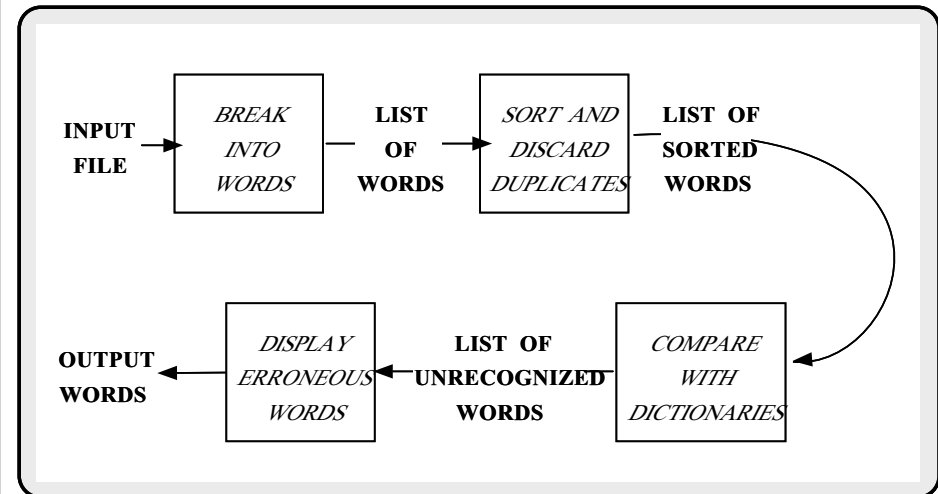 INPUT
FILE
BREAK
INTO
WORDS
LIST
OF
WORDS
SORT AND
DISCARD
DUPLICATES
LIST OF
SORTED
WORDS
COMPARE
WITH
DICTIONARIES
LIST OF
UNRECOGNIZED
WORDS
DISPLAY
ERRONEOUS
WORDS
OUTPUT
WORDS